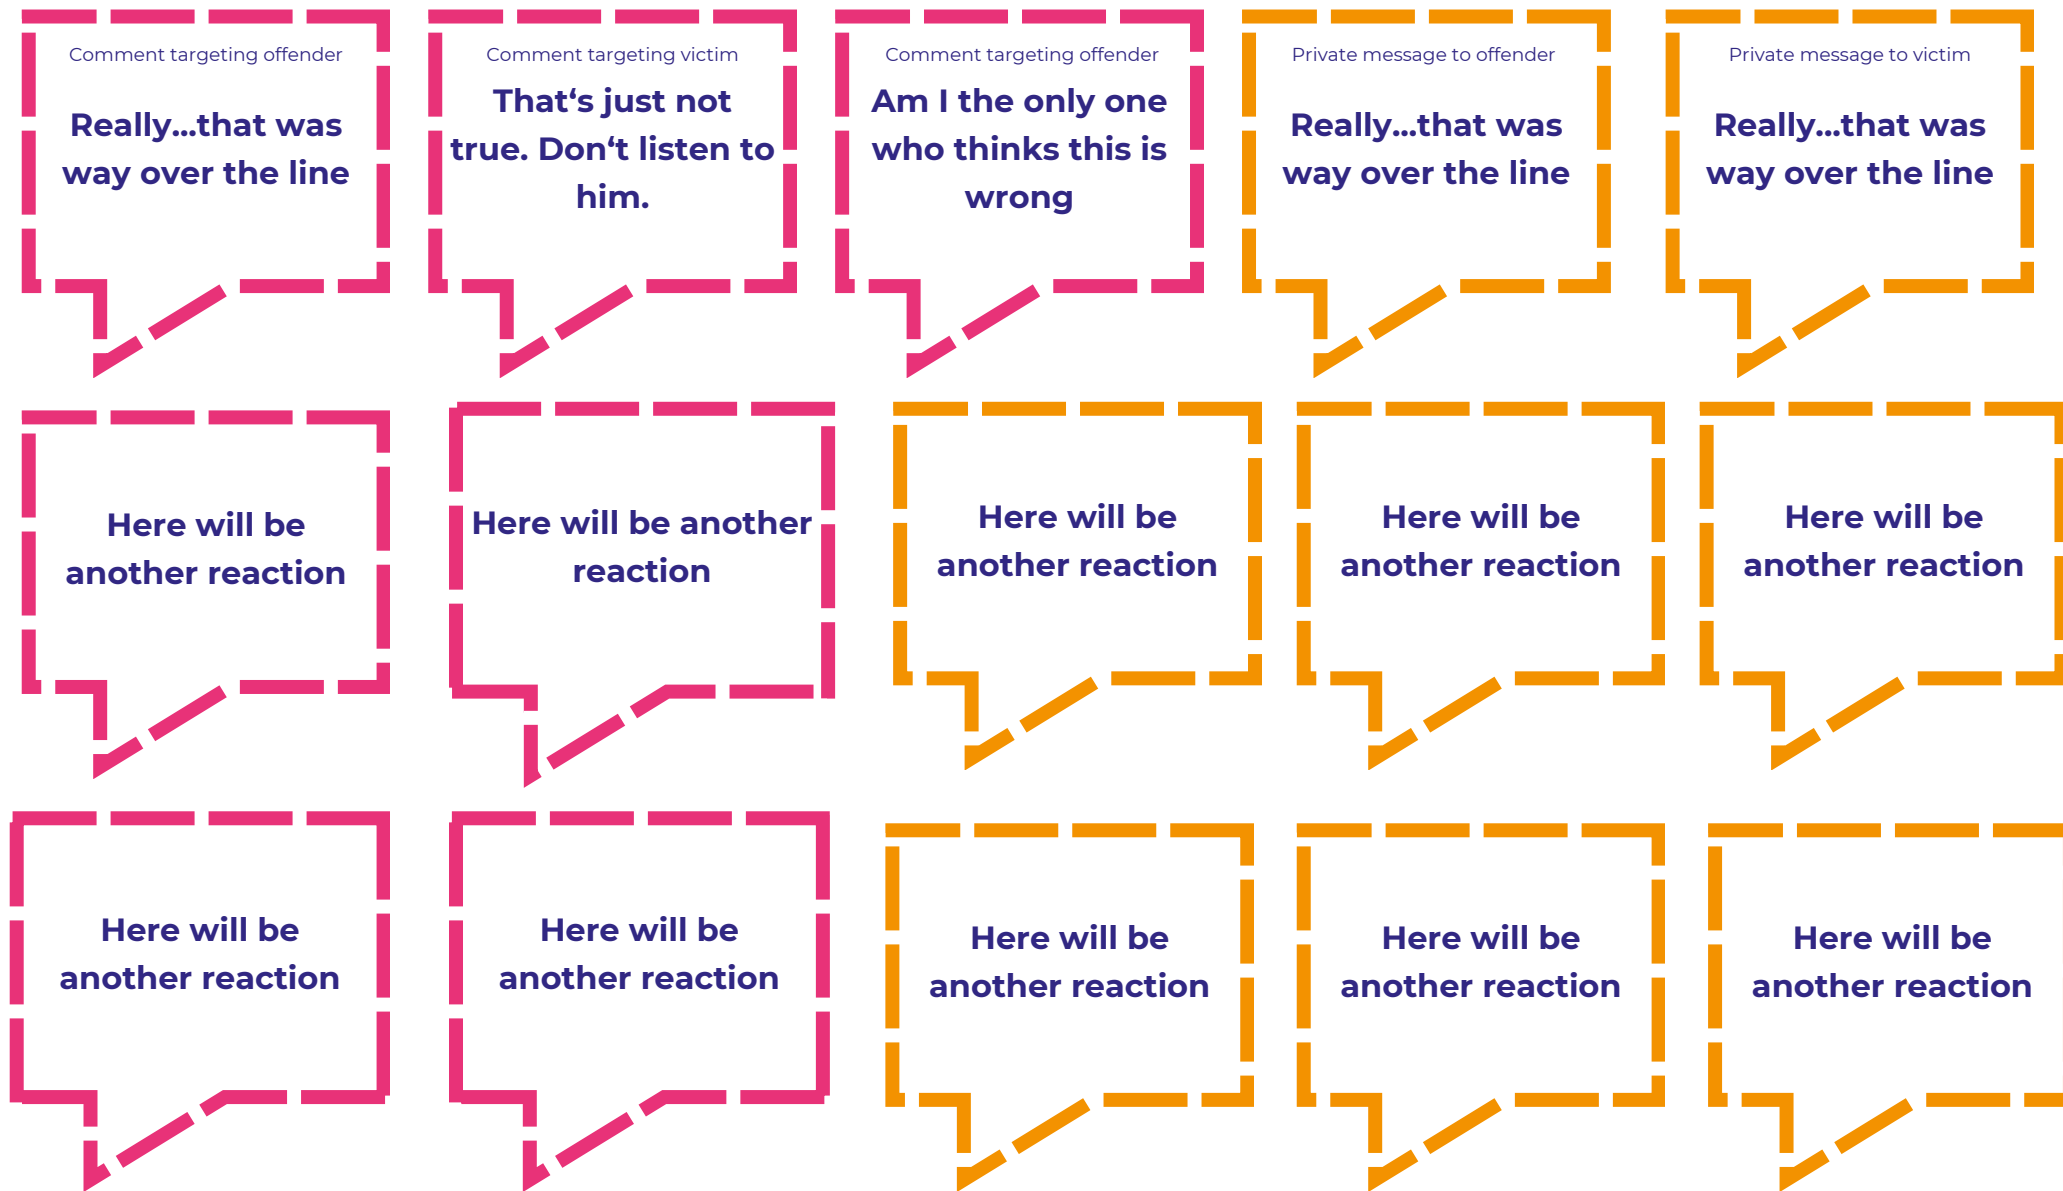 Comment targeting offender
Really...that was
way over the line
Comment targeting victim
That‘s just not
true. Don‘t listen to
him.
Comment targeting offender
Am I the only one
who thinks this is
wrong
Private message to offender
Really...that was
way over the line
Private message to victim
Really...that was
way over the line
Here will be
another reaction
Here will be another
reaction
Here will be
another reaction
Here will be
another reaction
Here will be
another reaction
Here will be
another reaction
Here will be
another reaction
Here will be
another reaction
Here will be
another reaction
Here will be
another reaction